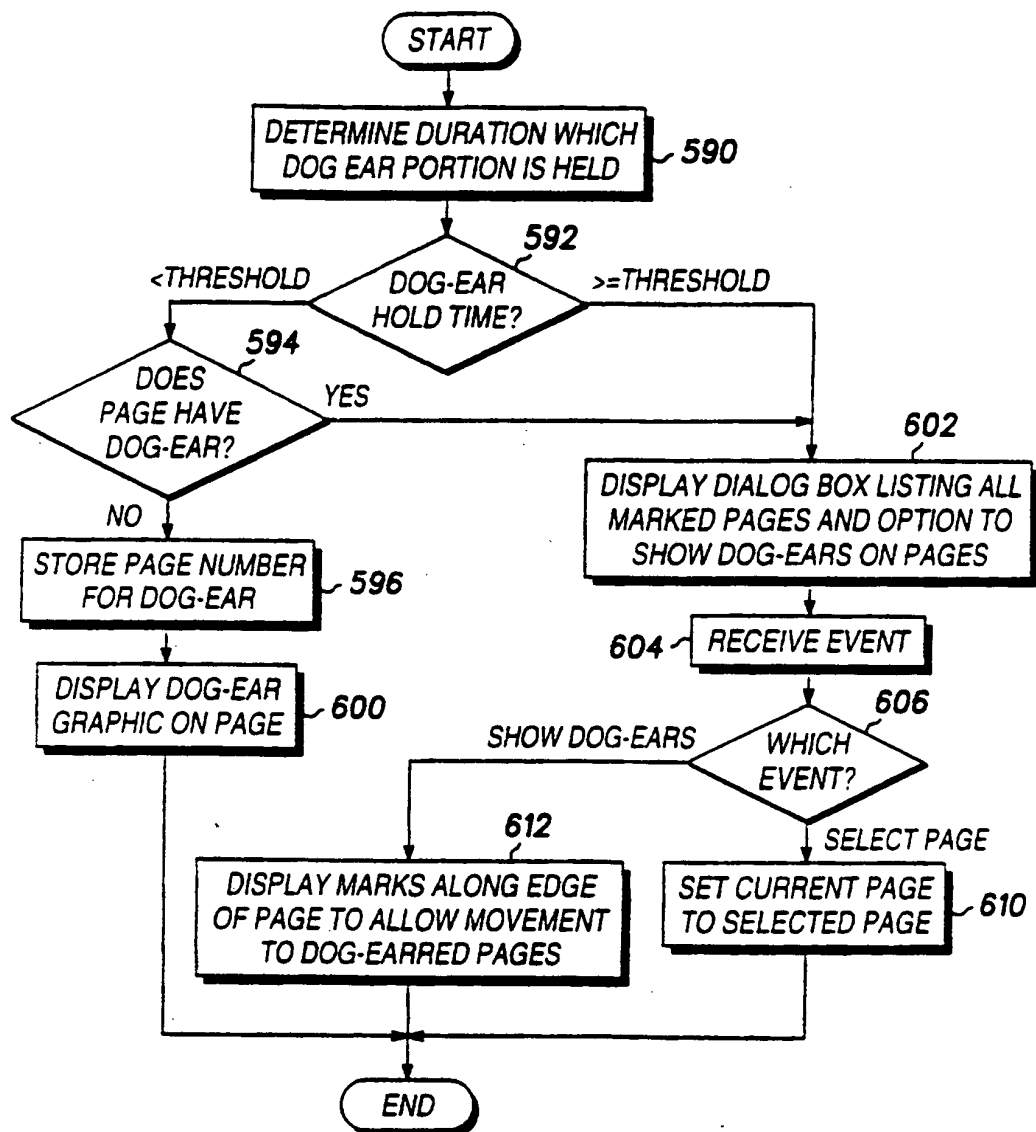 START
DETERMINE DURATION WHICH
DOG EAR PORTION IS HELD
590
592
<THRESHOLD
DOG-EAR
HOLD TIME?
>=THRESHOLD
594
DOES
PAGE HAVE
DOG-EAR?
YES
NO
602
DISPLAY DIALOG BOX LISTING ALL
MARKED PAGES AND OPTION TO
SHOW DOG-EARS ON PAGES
STORE PAGE NUMBER
FOR DOG-EAR
596
604
RECEIVE EVENT
DISPLAY DOG-EAR
GRAPHIC ON PAGE
600
606
SHOW DOG-EARS
WHICH
EVENT?
SELECT PAGE
612
DISPLAY MARKS ALONG EDGE
OF PAGE TO ALLOW MOVEMENT
TO DOG-EARRED PAGES
SET CURRENT PAGE
TO SELECTED PAGE
610
END